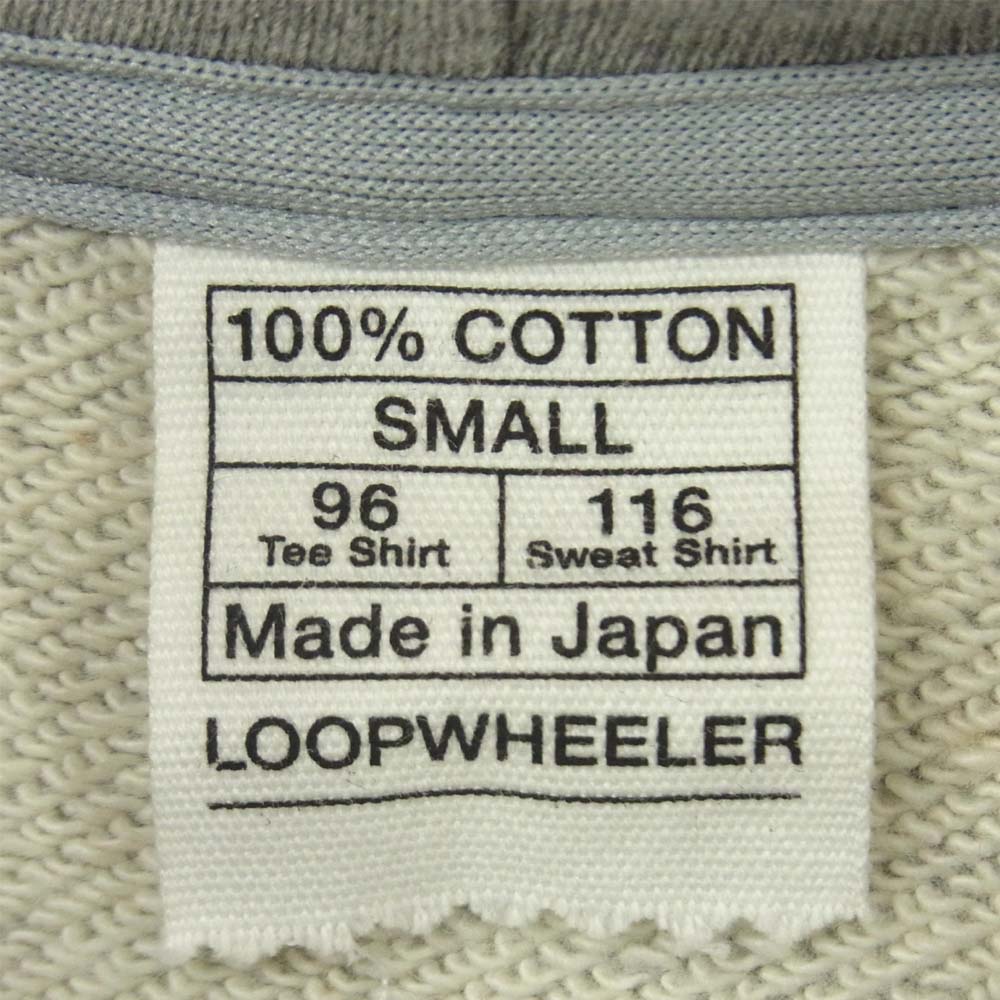 100% COTTON
SMALL
96 116
Tee Shirt Sweat Shirt
Made in Japan
LOOPWHEELER